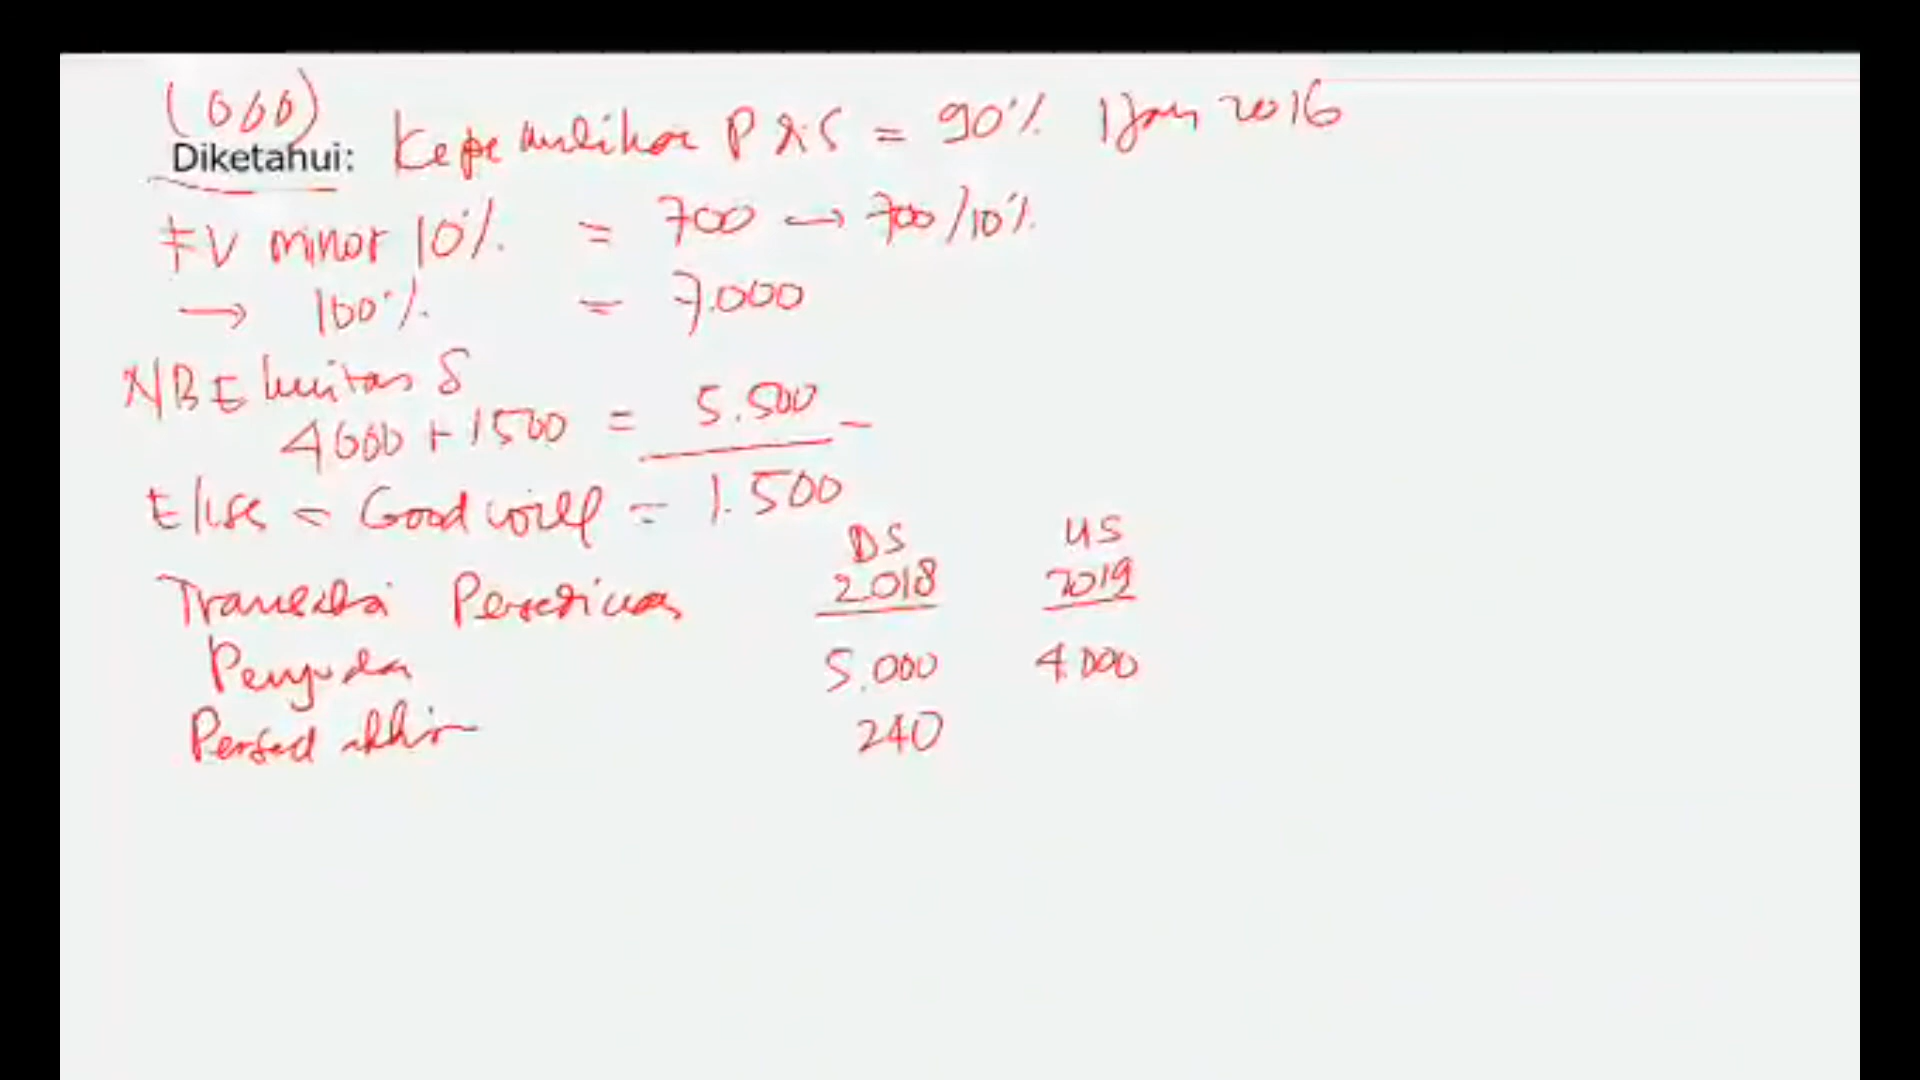 (000)
Diketahui: Kepemilikan P di S = 90% 1 Jan 2016
FV minor 10% = 700 → 700/10%
→ 100% = 7.000
NB Ekuitas S
4000 + 1500 = 5.500 -
= Goodwill = 1.500
DS US
Transaksi Persediaan 2018 2019
Penjualan 5.000 4.000
Persed akhir 240